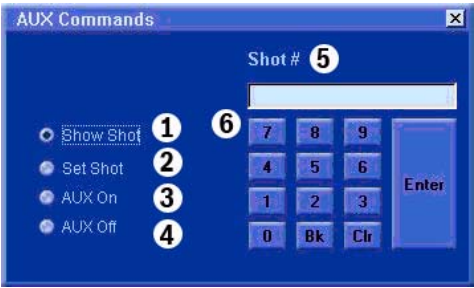 AUX Commands
Shot # 5
Show Shot 1
Set Shot 2
AUX On 3
AUX Off 4
6
7 8 9
4 5 6
1 2 3
0 Bk Clr
Enter